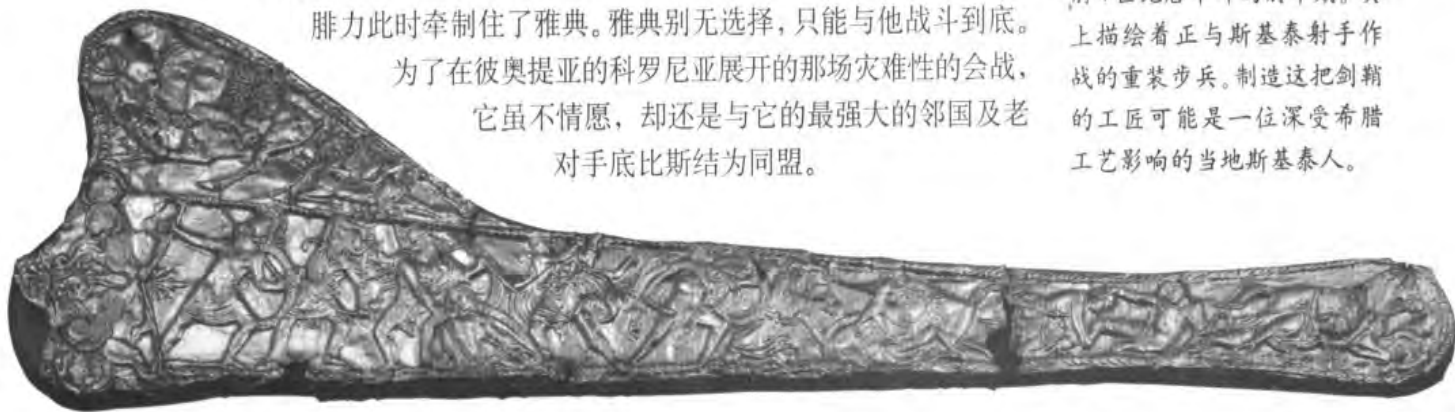 腓力此时牵制住了雅典。雅典别无选择，只能与他战斗到底。
为了在彼奥提亚的科罗尼亚展开的那场灾难性的会战，
它虽不情愿，却还是与它的最强大的邻国及老
对手底比斯结为同盟。
上描绘着正与斯基泰射手作
战的重装步兵。制造这把剑鞘
的工匠可能是一位深受希腊
工艺影响的当地斯基泰人。